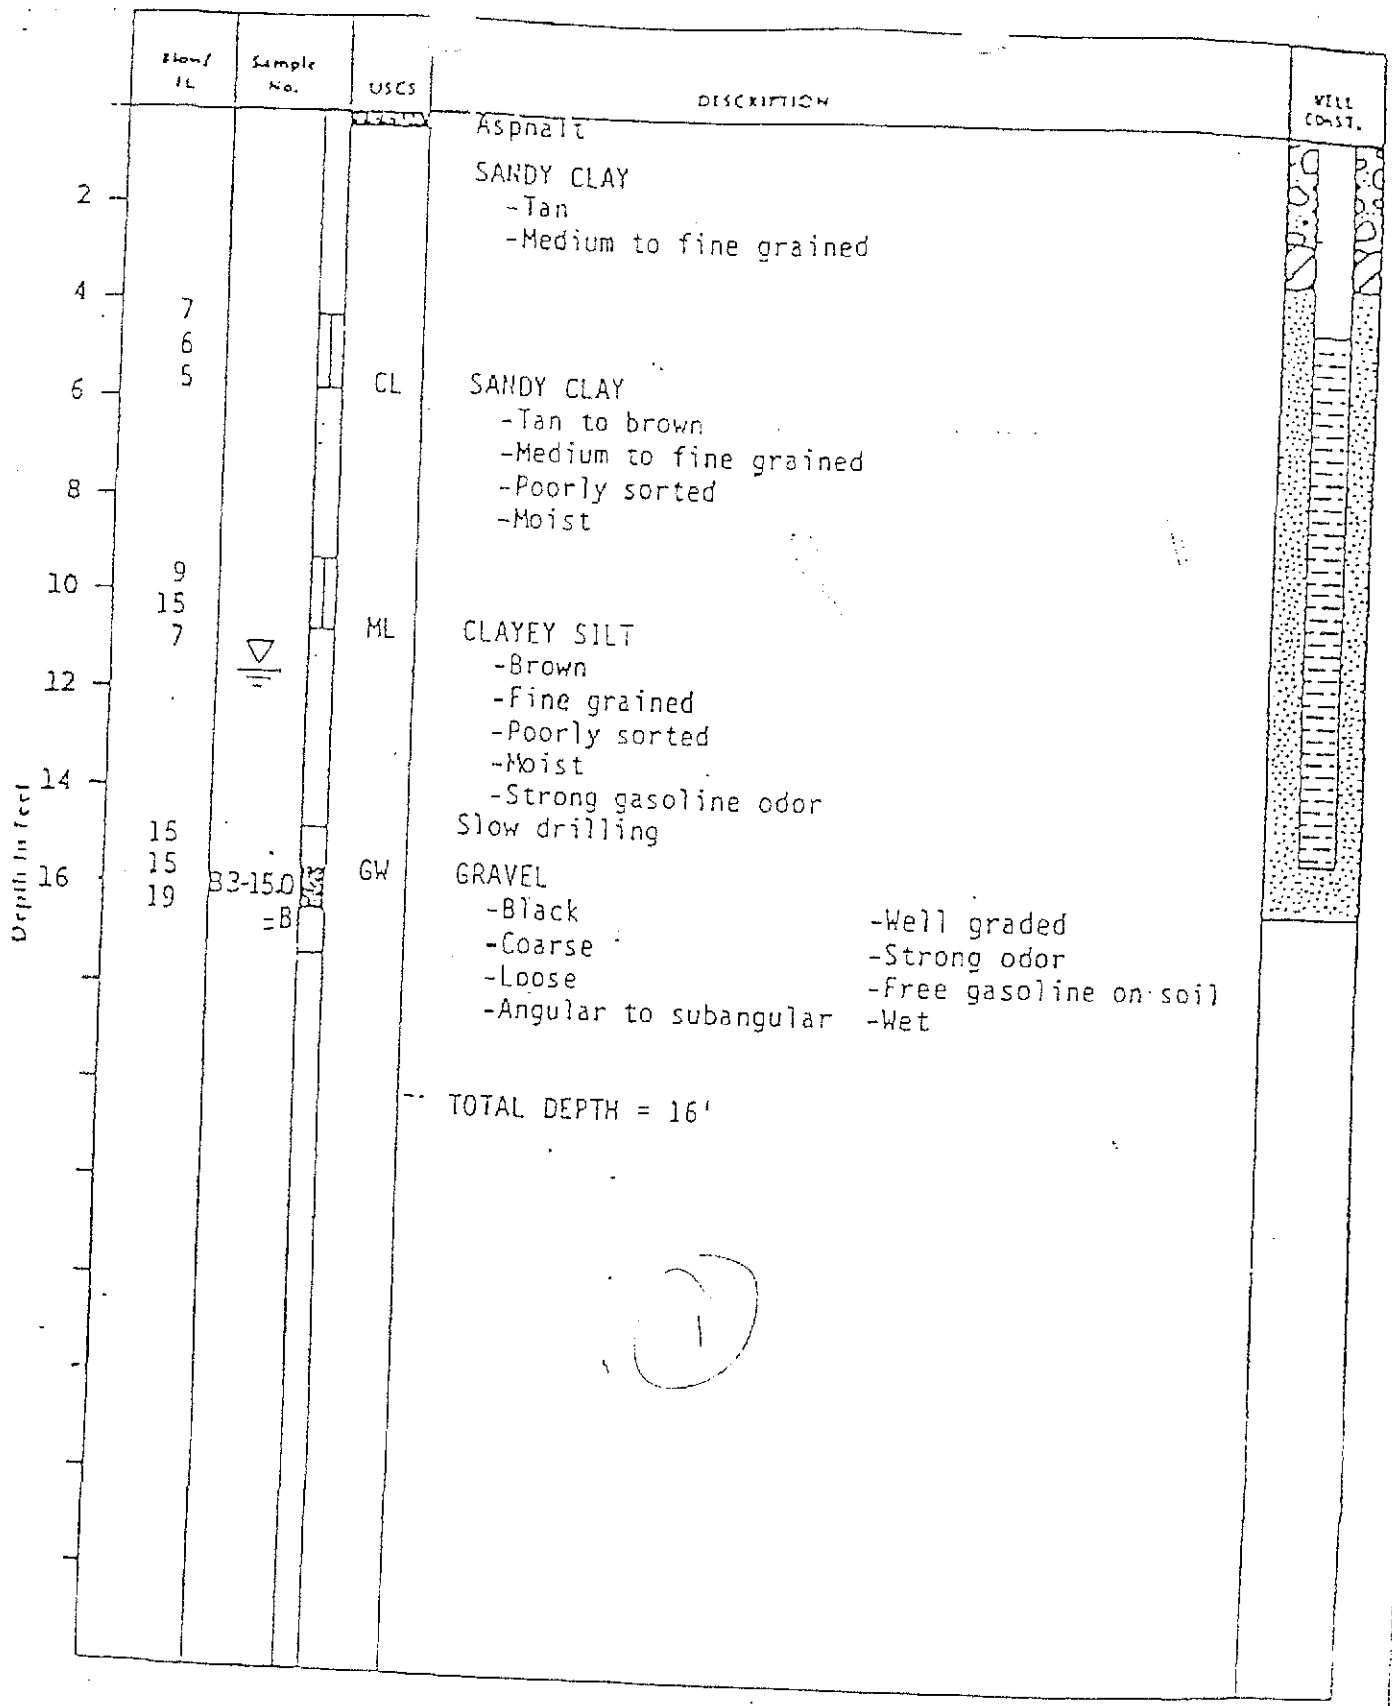 Sample No.
USCS
DESCRIPTION
WELL CONST.
Asphalt
SANDY CLAY
2
-Tan
-Medium to fine grained
4
7
6
5
6
CL
SANDY CLAY
-Tan to brown
-Medium to fine grained
8
-Poorly sorted
-Moist
9
10
15
7
ML
CLAYEY SILT
-Brown
12
-Fine grained
-Poorly sorted
-Moist
14
-Strong gasoline odor
15
Slow drilling
15
16
19
B3-15.0
=B
GW
GRAVEL
-Black
-Well graded
-Coarse
-Strong odor
-Loose
-Free gasoline on soil
-Angular to subangular
-Wet
TOTAL DEPTH = 16'
Depth in feet